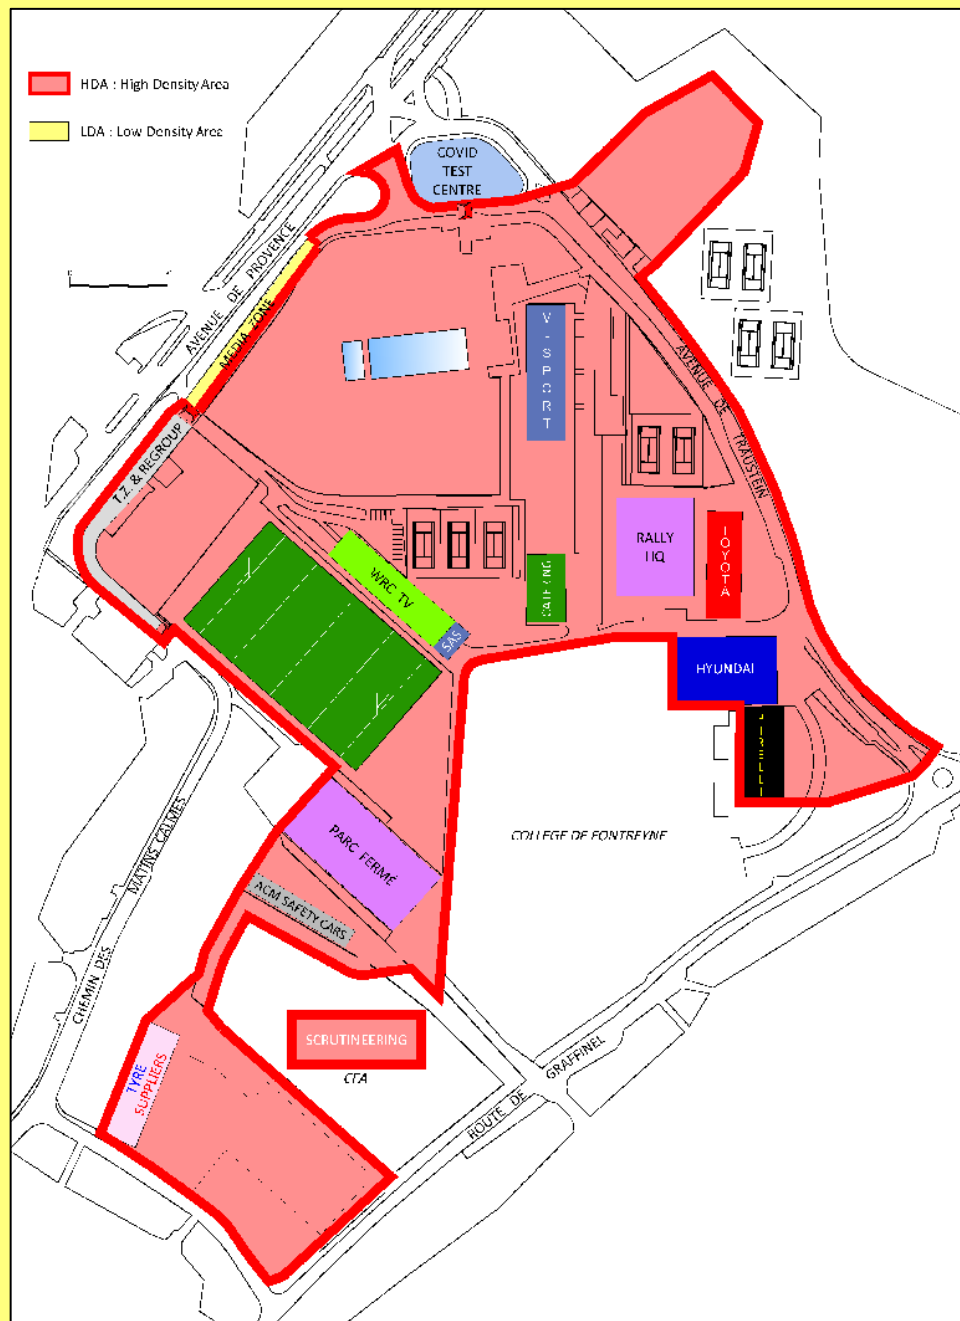 HDA : High Density Area
LDA : Low Density Area
COVID
TEST
CENTRE
AVENUE DE PROVENCE
MEDIA ZONE
V-SPORT
AVENUE DE TRAUSTEIN
T.Z. & REGROUP
WRC TV
SAS
CATERING
RALLY
HQ
TOYOTA
HYUNDAI
PIRELLI
COLLEGE DE FONTREYNE
PARC FERMÉ
ACM SAFETY CARS
CHEMIN DES MATINS CALMES
SCRUTINEERING
CFA
TYRE
SUPPLIERS
ROUTE DE GRAFFINEL